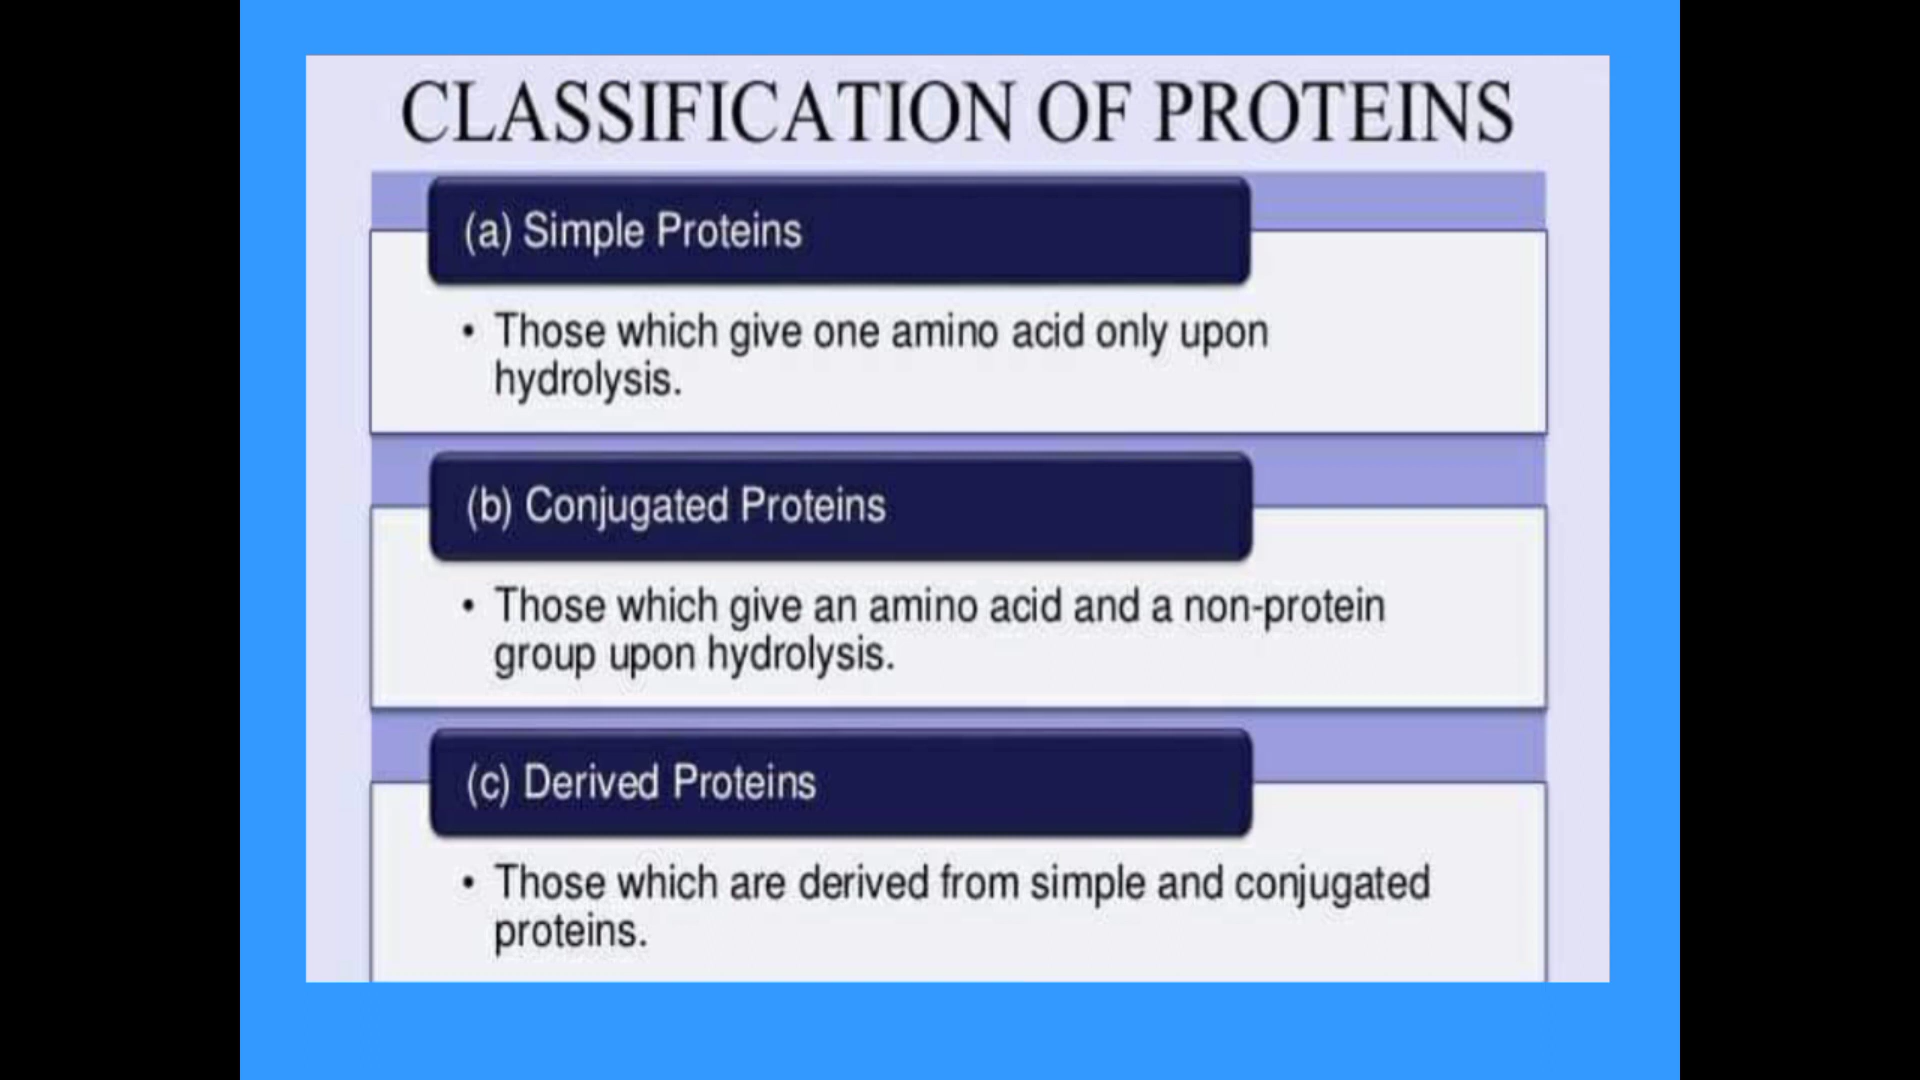 CLASSIFICATION OF PROTEINS
(a) Simple Proteins
• Those which give one amino acid only upon
hydrolysis.
(b) Conjugated Proteins
• Those which give an amino acid and a non-protein
group upon hydrolysis.
(c) Derived Proteins
• Those which are derived from simple and conjugated
proteins.